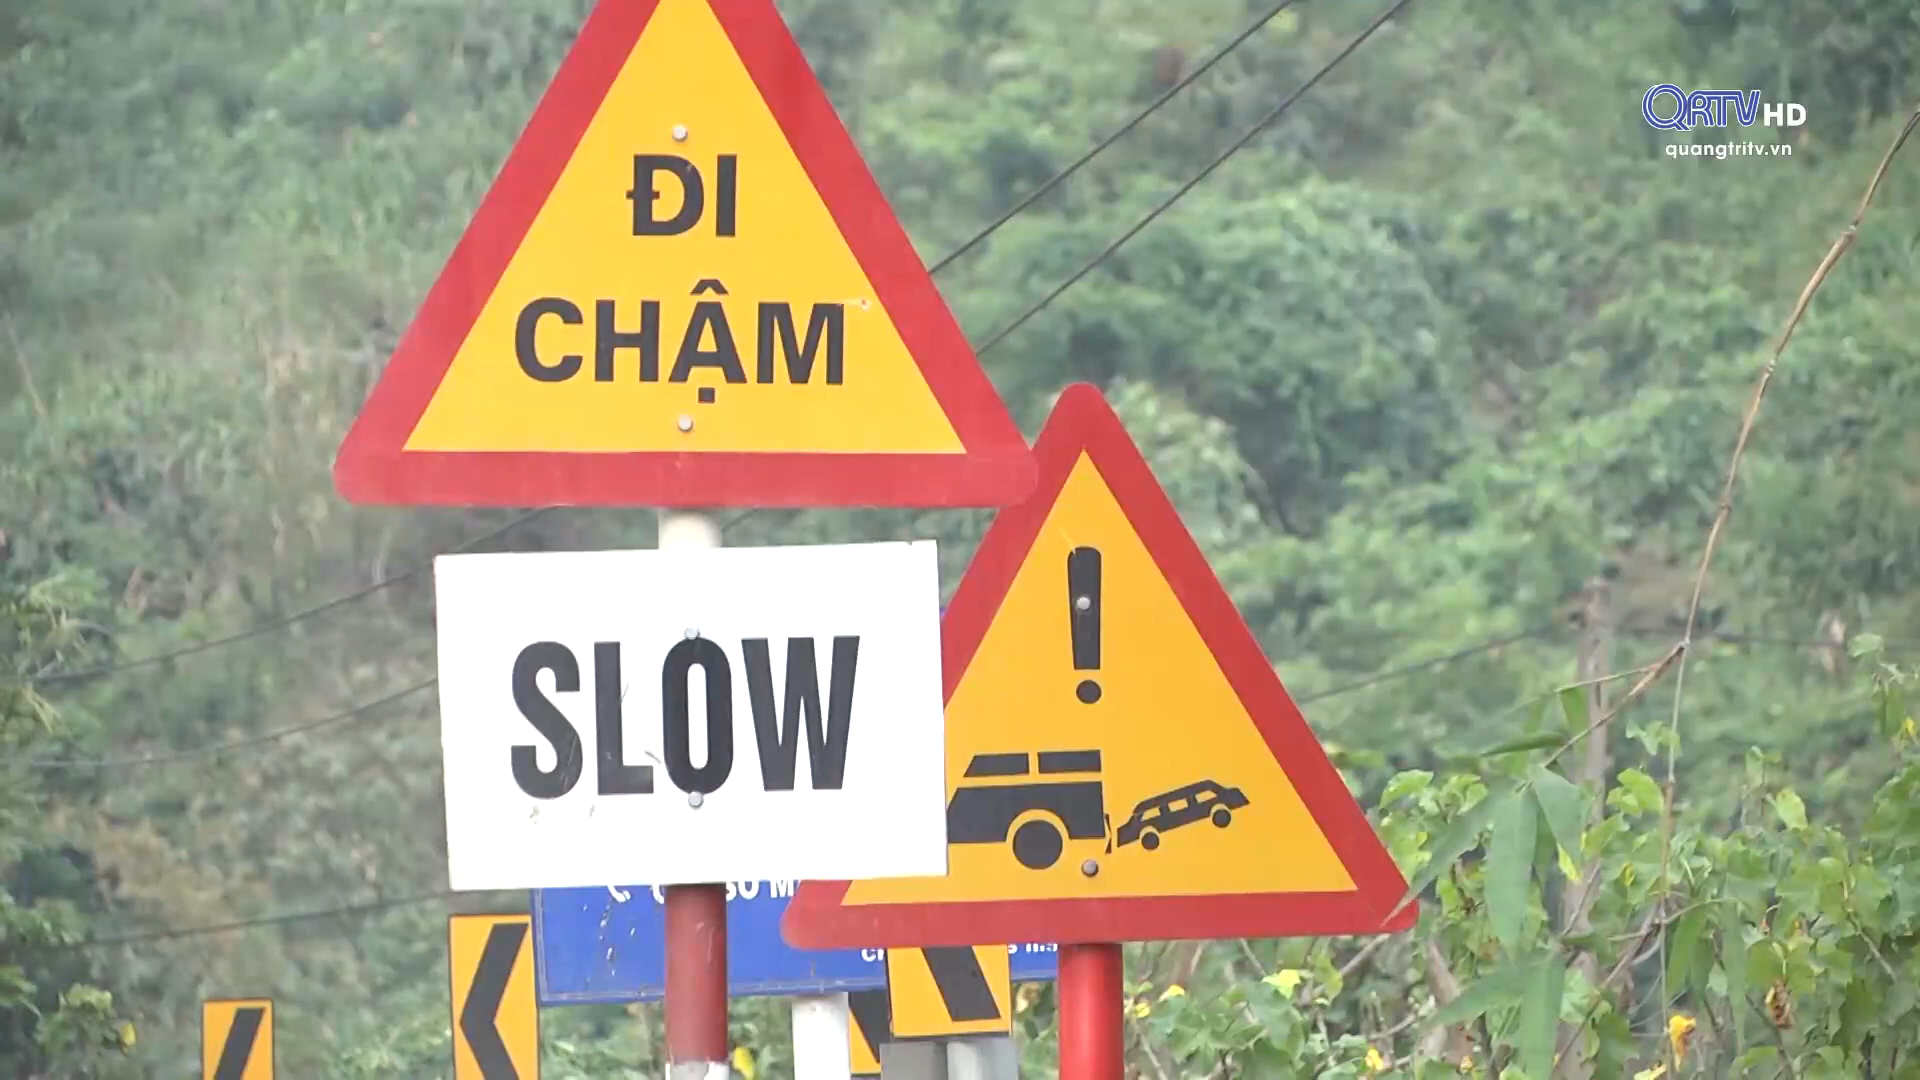 QRTV HD
quangtritv.vn
ĐI
CHẬM
SLOW
!